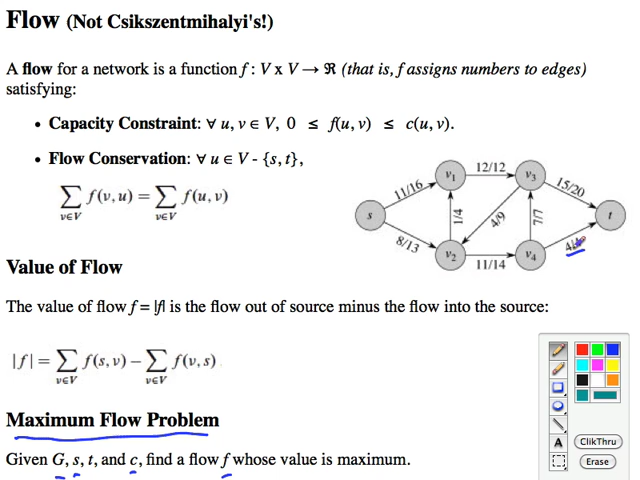 Flow (Not Csikszentmihalyi's!)
A flow for a network is a function f : V x V → ℜ (that is, f assigns numbers to edges)
satisfying:
• Capacity Constraint: ∀ u, v ∈ V, 0 ≤ f(u, v) ≤ c(u, v).
• Flow Conservation: ∀ u ∈ V - {s, t},
∑ f(v, u) = ∑ f(u, v)
v∈V v∈V
12/12
v₁ v₃
11/16 15/20
s 1/4 4/9 7/7 t
8/13
v₂ v₄
11/14
Value of Flow
The value of flow f = |f| is the flow out of source minus the flow into the source:
|f| = ∑ f(s, v) − ∑ f(v, s)
v∈V v∈V
Maximum Flow Problem
Given G, s, t, and c, find a flow f whose value is maximum.
A
ClikThru
Erase